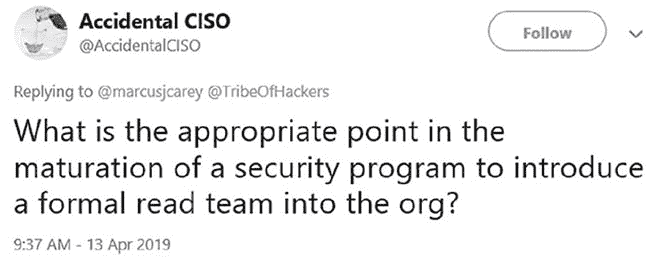 Accidental CISO
@AccidentalCISO
Follow
Replying to @marcusjcarey @TribeOfHackers
What is the appropriate point in the
maturation of a security program to introduce
a formal read team into the org?
9:37 AM - 13 Apr 2019